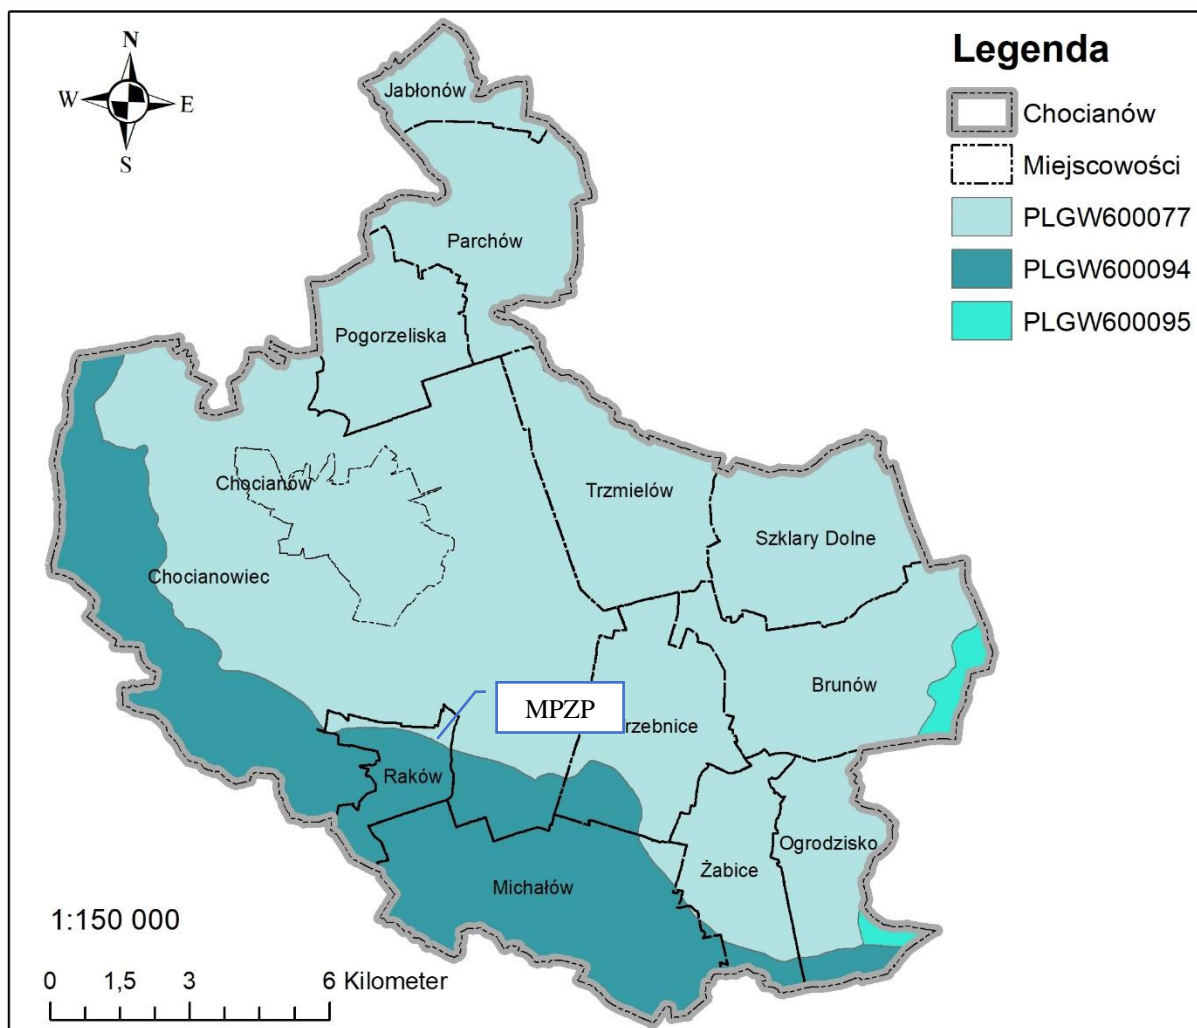 N
W
E
S
Legenda
Chocianów
Miejscowości
PLGW600077
PLGW600094
PLGW600095
Jabłonów
Parchów
Pogorzeliska
Trzmielów
Chocianów
Szklary Dolne
Chocianowiec
Brunów
MPZP
rzebnice
Raków
Ogrodzisko
Żabice
Michałów
1:150 000
0 1,5 3 6 Kilometer